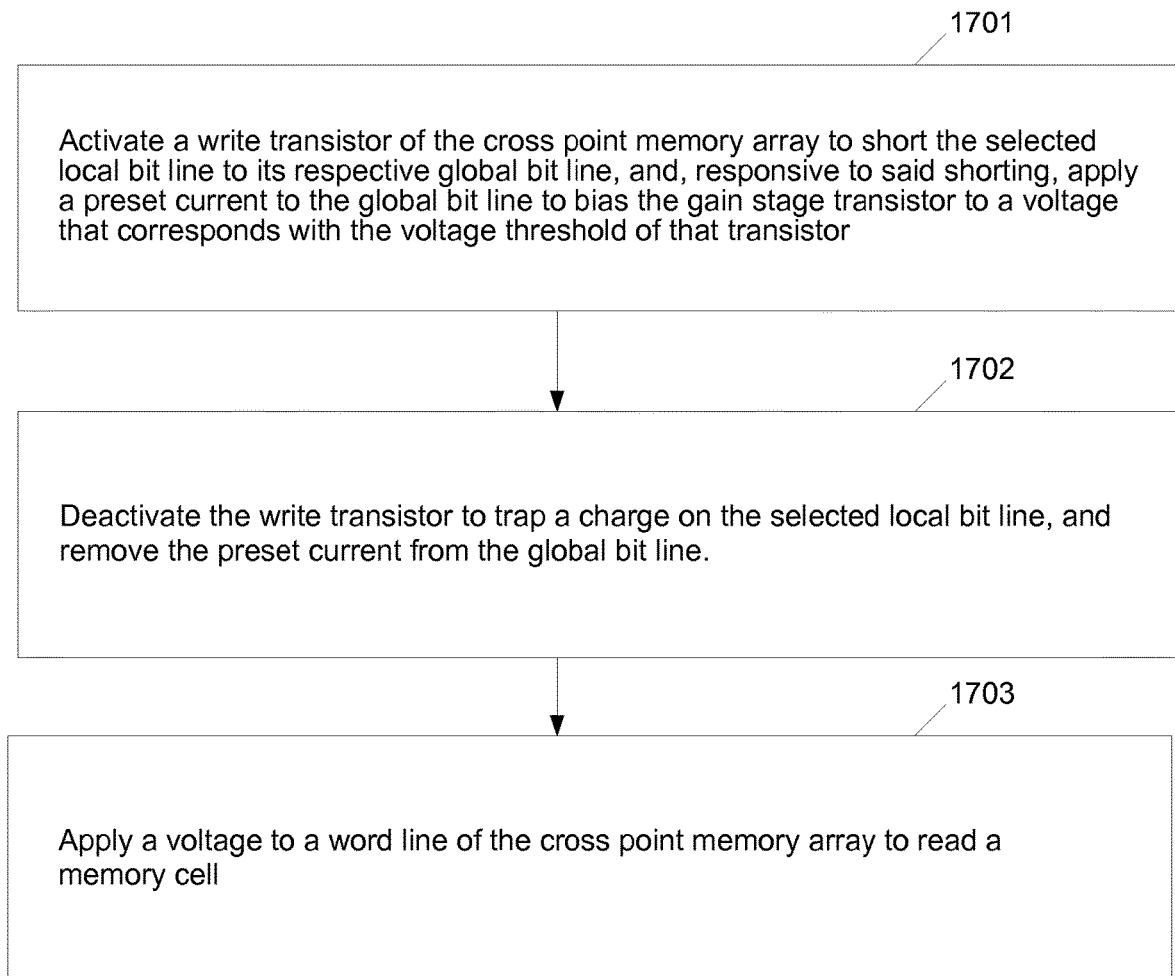 1701
Activate a write transistor of the cross point memory array to short the selected
local bit line to its respective global bit line, and, responsive to said shorting, apply
a preset current to the global bit line to bias the gain stage transistor to a voltage
that corresponds with the voltage threshold of that transistor
1702
Deactivate the write transistor to trap a charge on the selected local bit line, and
remove the preset current from the global bit line.
1703
Apply a voltage to a word line of the cross point memory array to read a
memory cell